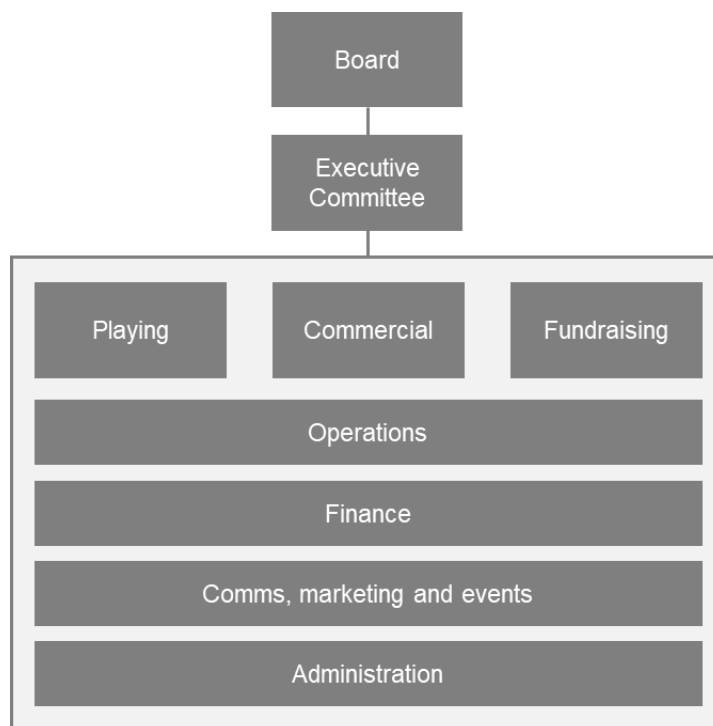 Board
Executive
Committee
Playing
Commercial
Fundraising
Operations
Finance
Comms, marketing and events
Administration